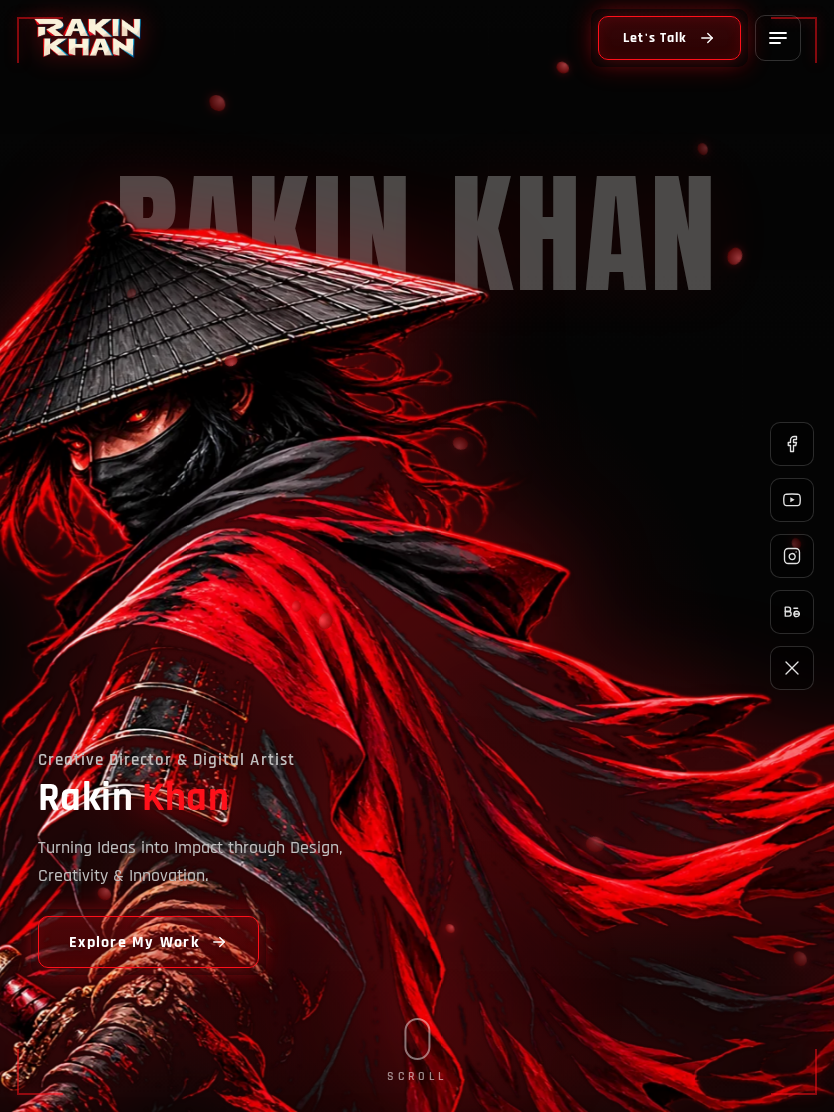 RAKIN
KHAN
Let's Talk
RAKIN KHAN
Bē
Creative Director & Digital Artist
Rakin Khan
Turning Ideas into Impact through Design,
Creativity & Innovation.
Explore My Work
SCROLL